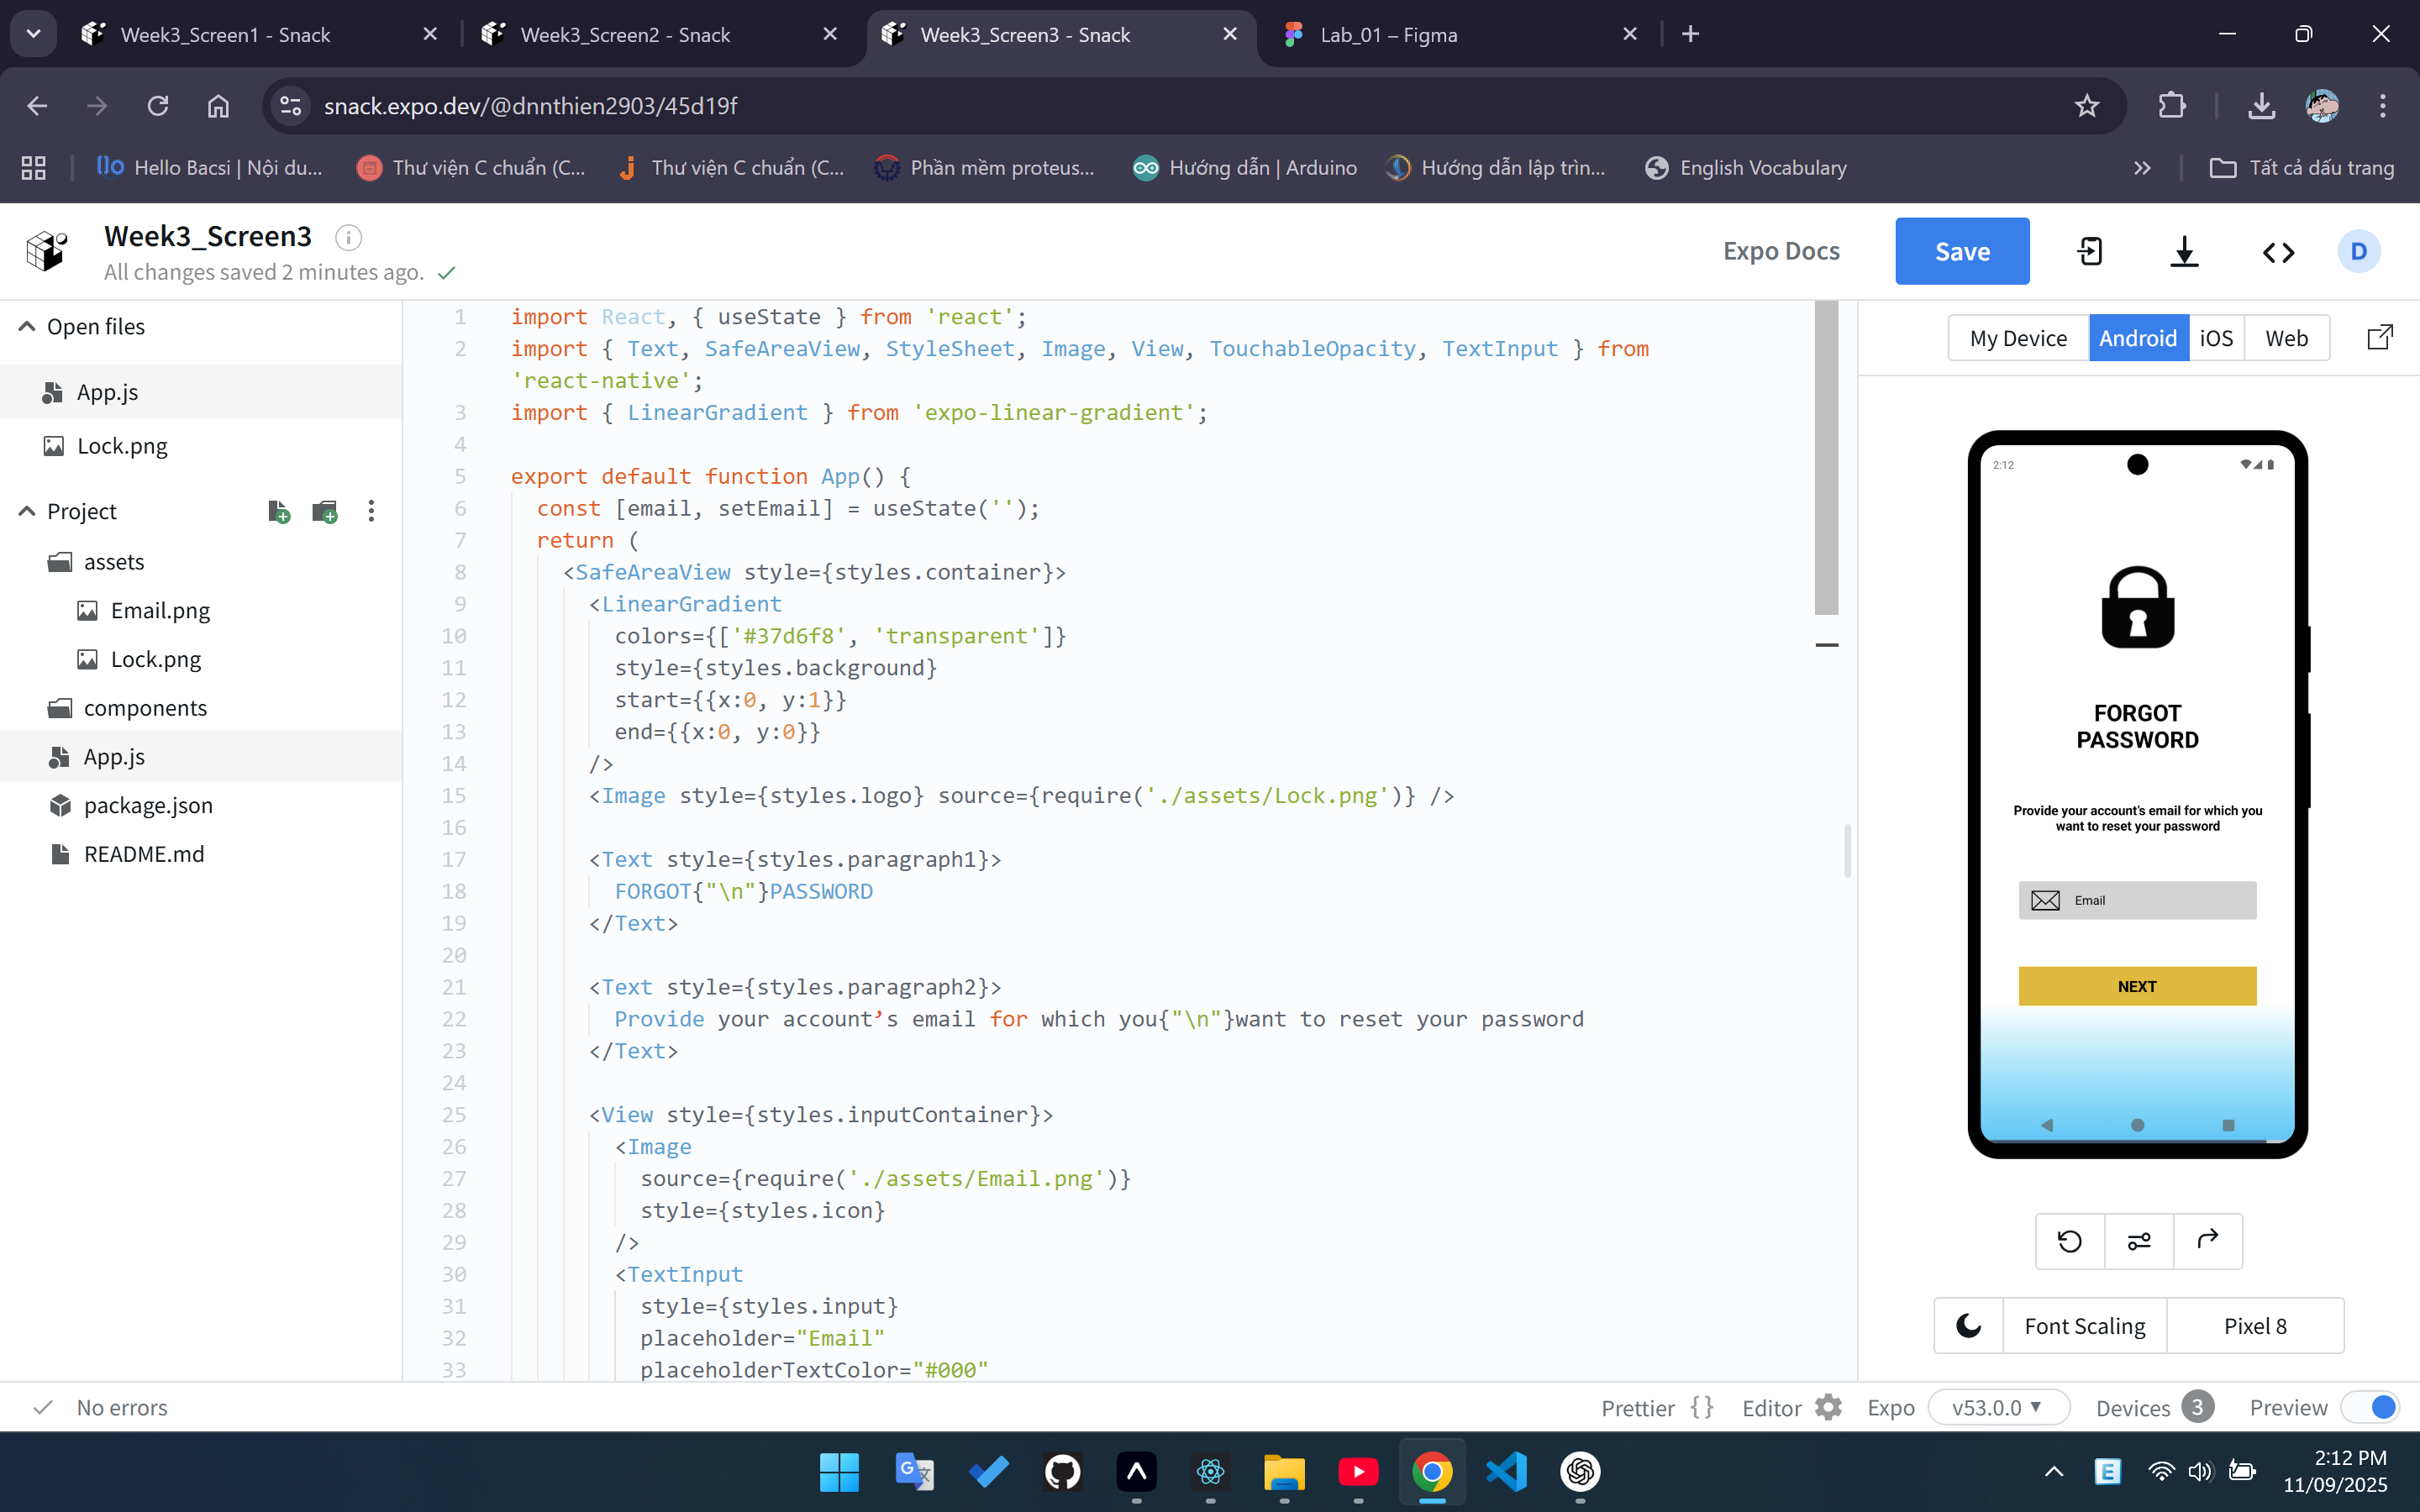 Week3_Screen1 - Snack
Week3_Screen2 - Snack
Week3_Screen3 - Snack
Lab_01 – Figma
snack.expo.dev/@dnnthien2903/45d19f
Hello Bacsi | Nội du...
Thư viện C chuẩn (C...
Thư viện C chuẩn (C...
Phần mềm proteus...
Hướng dẫn | Arduino
Hướng dẫn lập trìn...
English Vocabulary
Tất cả dấu trang
Week3_Screen3
All changes saved 2 minutes ago.
Expo Docs
Save
D
Open files
App.js
Lock.png
Project
assets
Email.png
Lock.png
components
App.js
package.json
README.md
1 import React, { useState } from 'react';
2 import { Text, SafeAreaView, StyleSheet, Image, View, TouchableOpacity, TextInput } from
'react-native';
3 import { LinearGradient } from 'expo-linear-gradient';
4
5 export default function App() {
6 const [email, setEmail] = useState('');
7 return (
8 <SafeAreaView style={styles.container}>
9 <LinearGradient
10 colors={['#37d6f8', 'transparent']}
11 style={styles.background}
12 start={{x:0, y:1}}
13 end={{x:0, y:0}}
14 />
15 <Image style={styles.logo} source={require('./assets/Lock.png')} />
16
17 <Text style={styles.paragraph1}>
18 FORGOT{"\n"}PASSWORD
19 </Text>
20
21 <Text style={styles.paragraph2}>
22 Provide your account’s email for which you{"\n"}want to reset your password
23 </Text>
24
25 <View style={styles.inputContainer}>
26 <Image
27 source={require('./assets/Email.png')}
28 style={styles.icon}
29 />
30 <TextInput
31 style={styles.input}
32 placeholder="Email"
33 placeholderTextColor="#000"
My Device
Android
iOS
Web
2:12
FORGOT
PASSWORD
Provide your account’s email for which you
want to reset your password
Email
NEXT
Font Scaling
Pixel 8
No errors
Prettier {}
Editor
Expo
v53.0.0
Devices
3
Preview
E
2:12 PM
11/09/2025